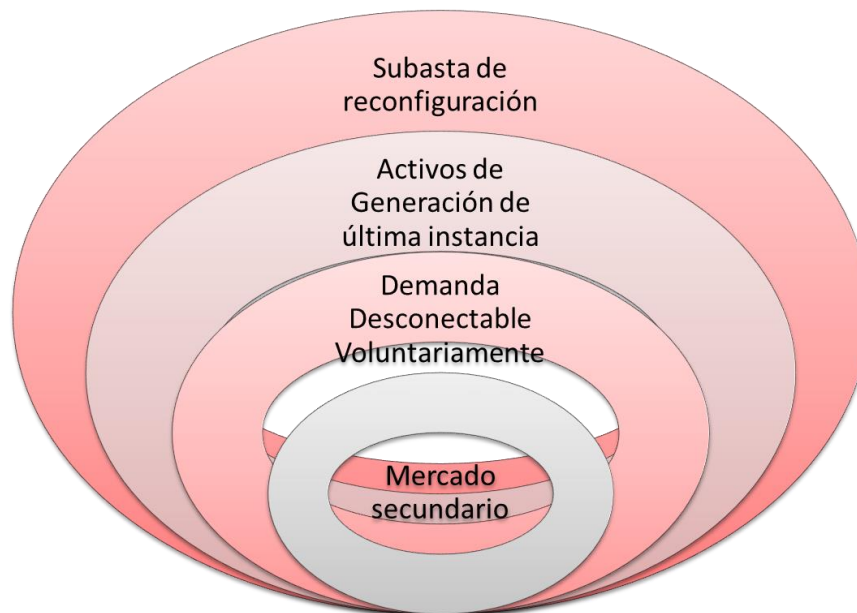 Subasta de
reconfiguración
Activos de
Generación de
última instancia
Demanda
Desconectable
Voluntariamente
Mercado
secundario